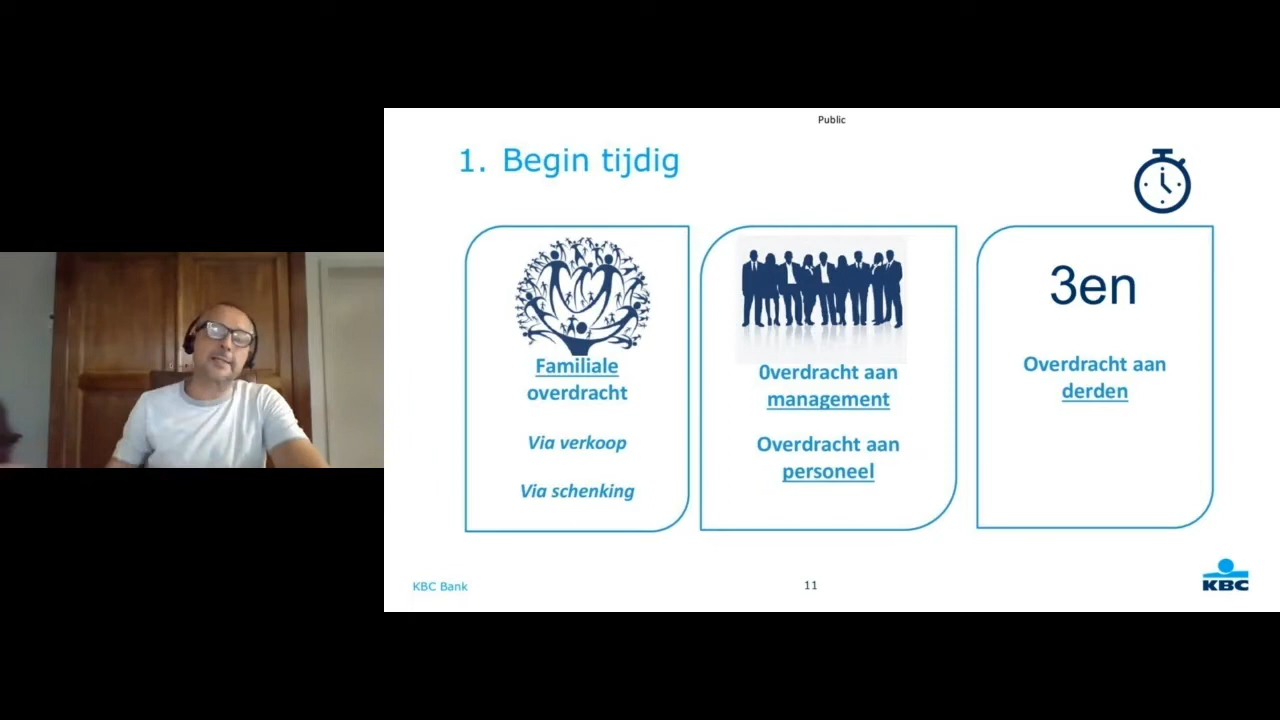 Public
1. Begin tijdig
Familiale
overdracht
Via verkoop
Via schenking
0verdracht aan
management
Overdracht aan
personeel
3en
Overdracht aan
derden
KBC Bank
11
KBC